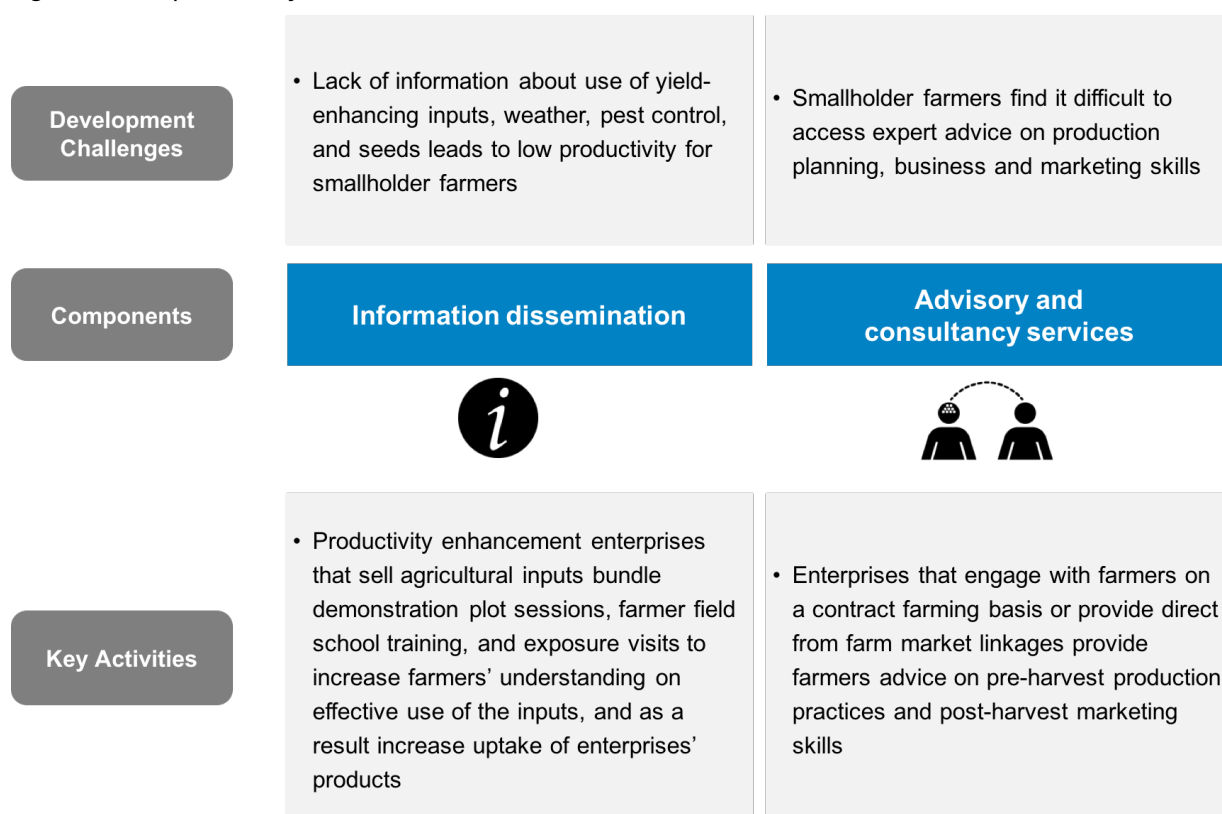 Development
Challenges
• Lack of information about use of yield-
enhancing inputs, weather, pest control,
and seeds leads to low productivity for
smallholder farmers
• Smallholder farmers find it difficult to
access expert advice on production
planning, business and marketing skills
Components
Information dissemination
Advisory and
consultancy services
i
Key Activities
• Productivity enhancement enterprises
that sell agricultural inputs bundle
demonstration plot sessions, farmer field
school training, and exposure visits to
increase farmers’ understanding on
effective use of the inputs, and as a
result increase uptake of enterprises’
products
• Enterprises that engage with farmers on
a contract farming basis or provide direct
from farm market linkages provide
farmers advice on pre-harvest production
practices and post-harvest marketing
skills